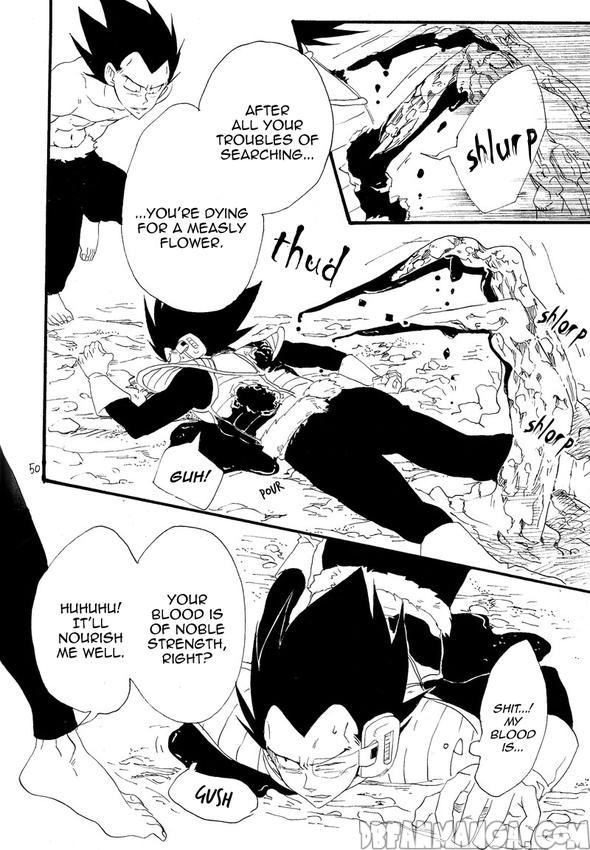 shlurp
AFTER
ALL YOUR
TROUBLES OF
SEARCHING...
...YOU'RE DYING
FOR A MEASLY
FLOWER.
thud
shlorp
shlorp
GUH!
POUR
50
YOUR
BLOOD IS
OF NOBLE
STRENGTH,
RIGHT?
HUHUHU!
IT'LL
NOURISH
ME WELL.
SHIT...!
MY
BLOOD
IS...
GUSH
DBFANMANGA.COM